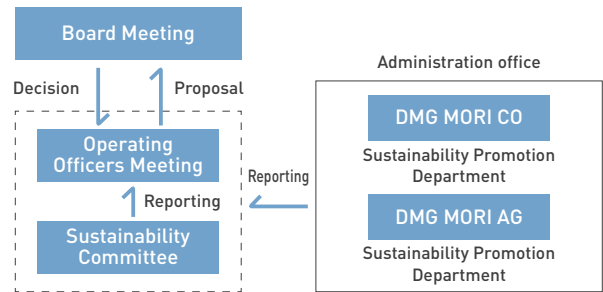 Board Meeting
Decision
Proposal
Operating
Officers Meeting
Reporting
Sustainability
Committee
Reporting
Administration office
DMG MORI CO
Sustainability Promotion
Department
DMG MORI AG
Sustainability Promotion
Department